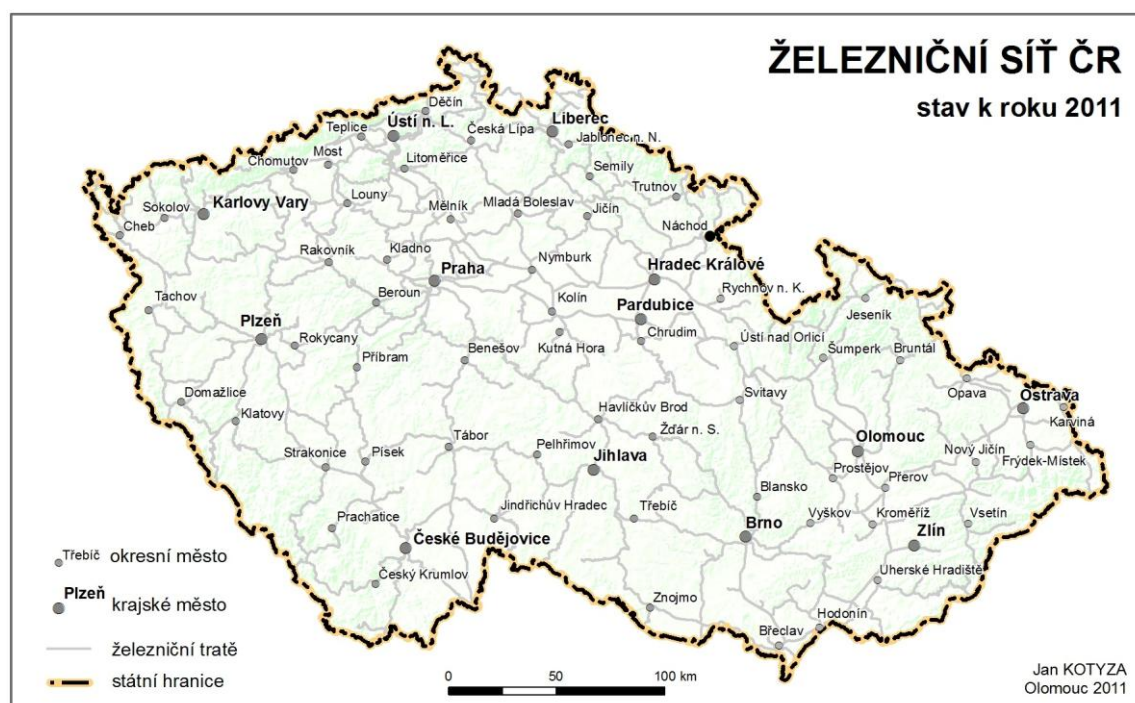 ŽELEZNIČNÍ SÍŤ ČR
stav k roku 2011
Děčín
Ústí n. L.
Teplice
Liberec
Česká Lípa
Jablonec n. N.
Most
Chomutov
Litoměřice
Semily
Trutnov
Louny
Karlovy Vary
Sokolov
Mělník
Mladá Boleslav
Jičín
Cheb
Náchod
Rakovník
Kladno
Praha
Nymburk
Hradec Králové
Rychnov n. K.
Tachov
Beroun
Kolín
Pardubice
Jeseník
Plzeň
Rokycany
Kutná Hora
Chrudim
Ústí nad Orlicí
Příbram
Benešov
Šumperk
Bruntál
Domažlice
Klatovy
Svitavy
Opava
Ostrava
Karviná
Havlíčkův Brod
Žďár n. S.
Tábor
Pelhřimov
Jihlava
Olomouc
Nový Jičín
Frýdek-Místek
Strakonice
Písek
Prostějov
Přerov
Blansko
Jindřichův Hradec
Třebíč
Vyškov
Kroměříž
Vsetín
Prachatice
České Budějovice
Brno
Zlín
Český Krumlov
Uherské Hradiště
Znojmo
Hodonín
Břeclav
Třebíč okresní město
Plzeň krajské město
železniční tratě
státní hranice
0 50 100 km
Jan KOTYZA
Olomouc 2011